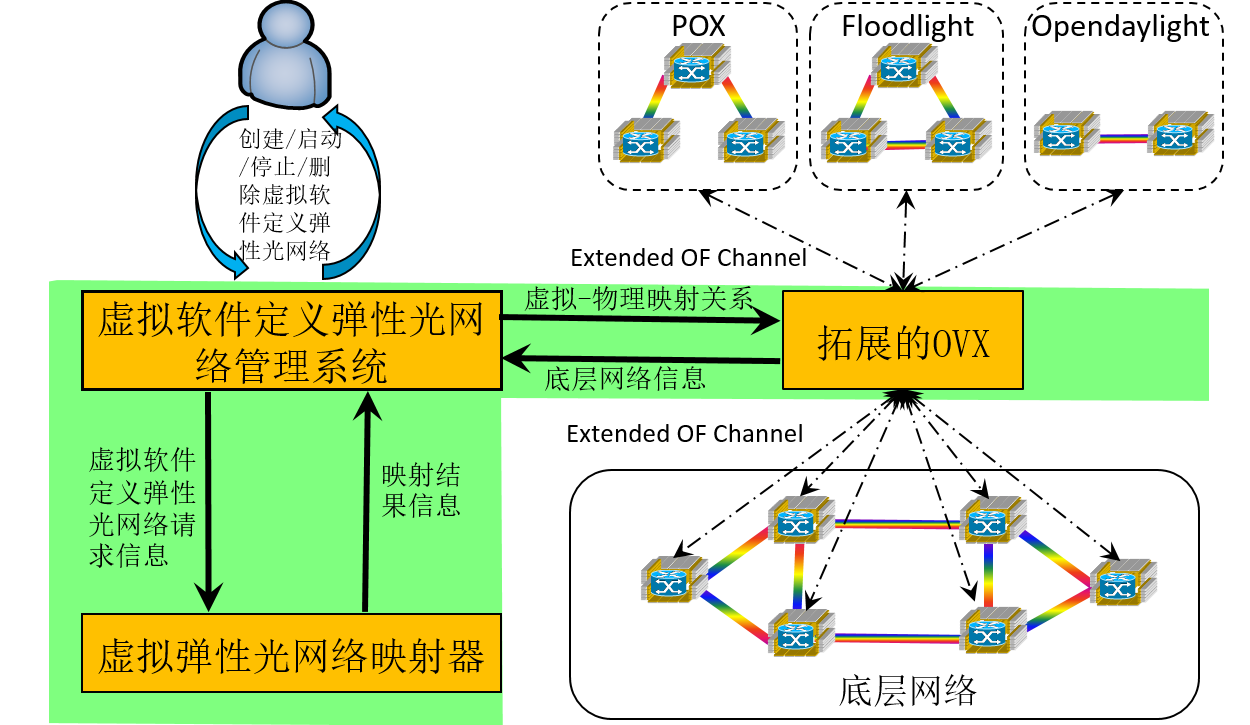 POX
Floodlight
Opendaylight
创建/启动
/停止/删
除虚拟软
件定义弹
性光网络
Extended OF Channel
虚拟-物理映射关系
虚拟软件定义弹性光网
络管理系统
拓展的OVX
底层网络信息
Extended OF Channel
虚拟软件
定义弹性
光网络请
求信息
映射结
果信息
虚拟弹性光网络映射器
底层网络